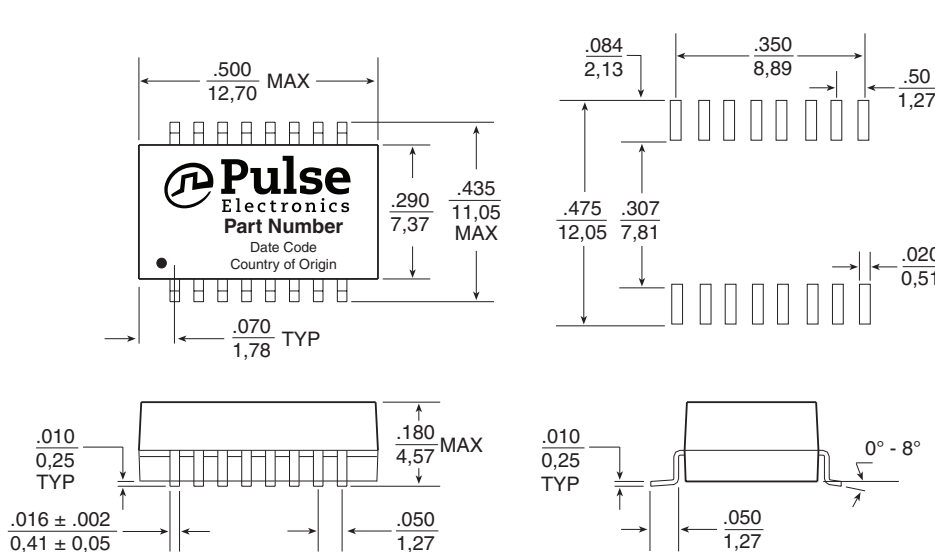 .500
12,70
MAX
.084
2,13
.350
8,89
.50
1,27
Pulse
Electronics
Part Number
Date Code
Country of Origin
.290
7,37
.435
11,05
MAX
.475
12,05
.307
7,81
.020
0,51
.070
1,78
TYP
.010
0,25
TYP
.180
4,57
MAX
.016 ± .002
0,41 ± 0,05
.050
1,27
.010
0,25
TYP
0° - 8°
.050
1,27